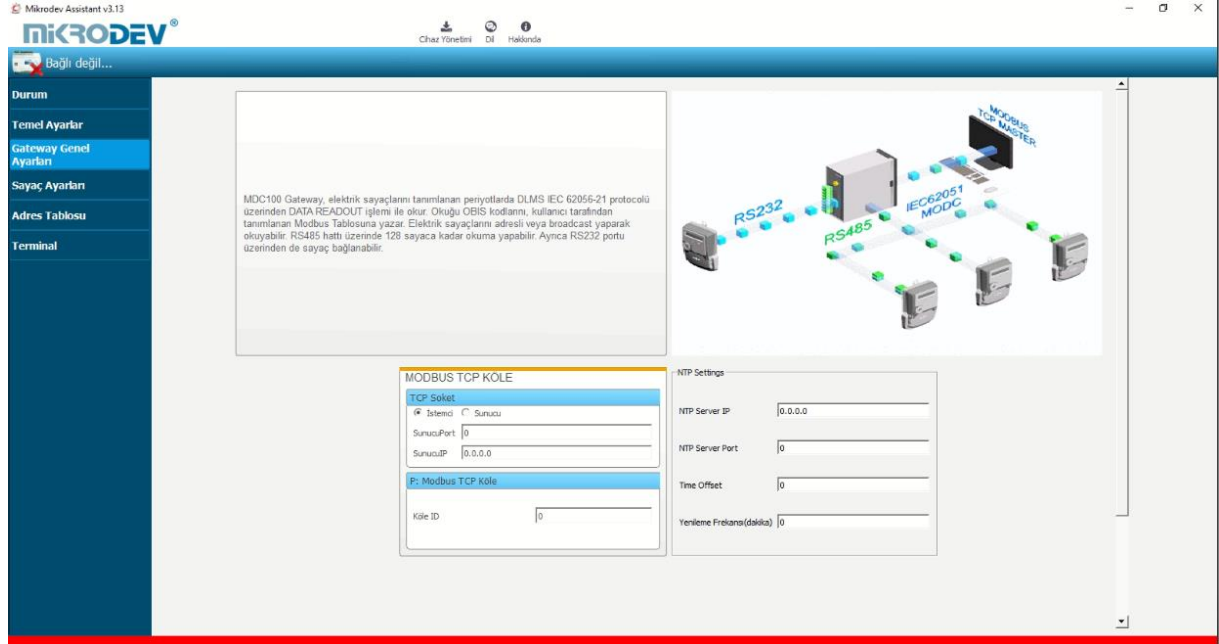 Mikrodev Assistant v3.13
MiKRODEV®
Cihaz Yönetimi Dil Hakkında
Bağlı değil...
Durum
Temel Ayarlar
Gateway Genel
Ayarları
Sayaç Ayarları
Adres Tablosu
Terminal
MDC100 Gateway, elektrik sayaçlarını tanımlanan periyotlarda DLMS IEC 62056-21 protocolü
üzerinden DATA READOUT işlemi ile okur. Okuğu OBIS kodlarını, kullanıcı tarafından
tanımlanan Modbus Tablosuna yazar. Elektrik sayaçlarını adresli veya broadcast yaparak
okuyabilir. RS485 hattı üzerinde 128 sayaca kadar okuma yapabilir. Ayrıca RS232 portu
üzerinden de sayaç bağlanabilir.
MODBUS
TCP MASTER
RS232
RS485
IEC62051
MODC
MODBUS TCP KÖLE
TCP Soket
İstemci Sunucu
SunucuPort 0
SunucuIP 0.0.0.0
P: Modbus TCP Köle
Köle ID 0
NTP Settings
NTP Server IP 0.0.0.0
NTP Server Port 0
Time Offset 0
Yenileme Frekansı(dakika) 0